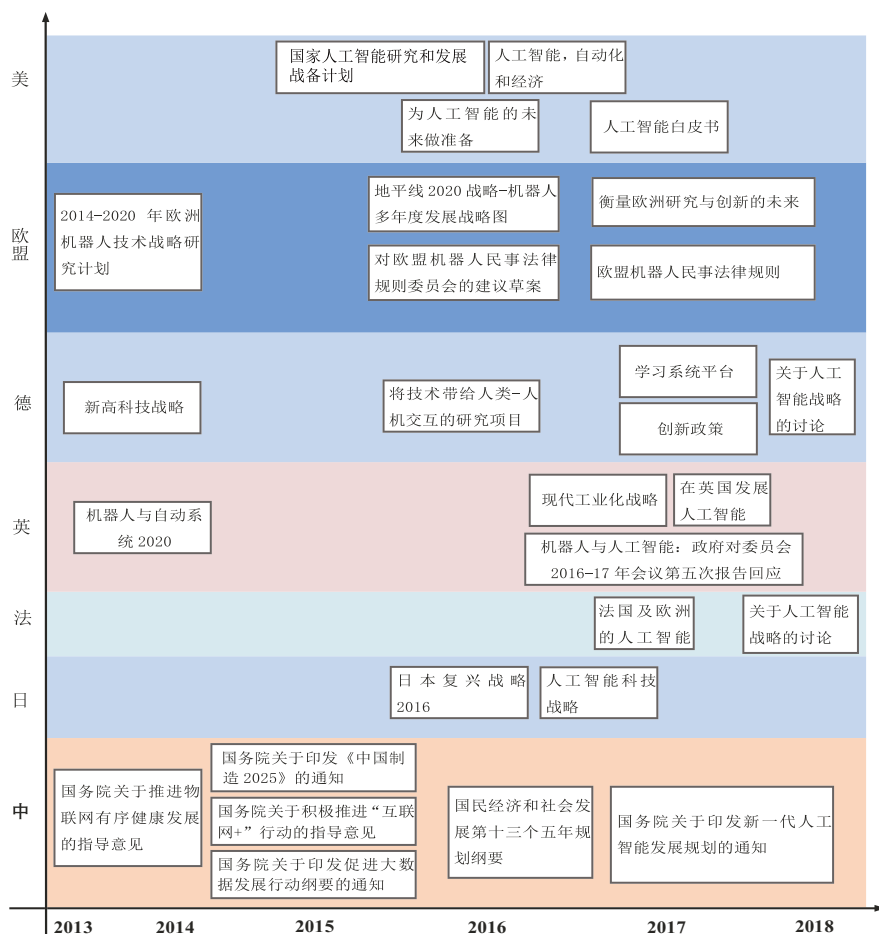 美
国家人工智能研究和发展
战备计划
人工智能，自动化
和经济
为人工智能的未
来做准备
人工智能白皮书
欧
盟
2014–2020 年欧洲
机器人技术战略研
究计划
地平线 2020 战略–机器人
多年度发展战略图
衡量欧洲研究与创新的未来
对欧盟机器人民事法律
规则委员会的建议草案
欧盟机器人民事法律规则
德
新高科技战略
将技术带给人类–人
机交互的研究项目
学习系统平台
创新政策
关于人工
智能战略
的讨论
英
机器人与自动系
统 2020
现代工业化战略
在英国发展
人工智能
机器人与人工智能：政府对委员会
2016–17 年会议第五次报告回应
法
法国及欧洲
的人工智能
关于人工智能
战略的讨论
日
日本复兴战略
2016
人工智能科技
战略
中
国务院关于推进物
联网有序健康发展
的指导意见
国务院关于印发《中国制
造 2025》的通知
国务院关于积极推进“互联
网+”行动的指导意见
国务院关于印发促进大数
据发展行动纲要的通知
国民经济和社会发
展第十三个五年规
划纲要
国务院关于印发新一代人工
智能发展规划的通知
2013 2014 2015 2016 2017 2018